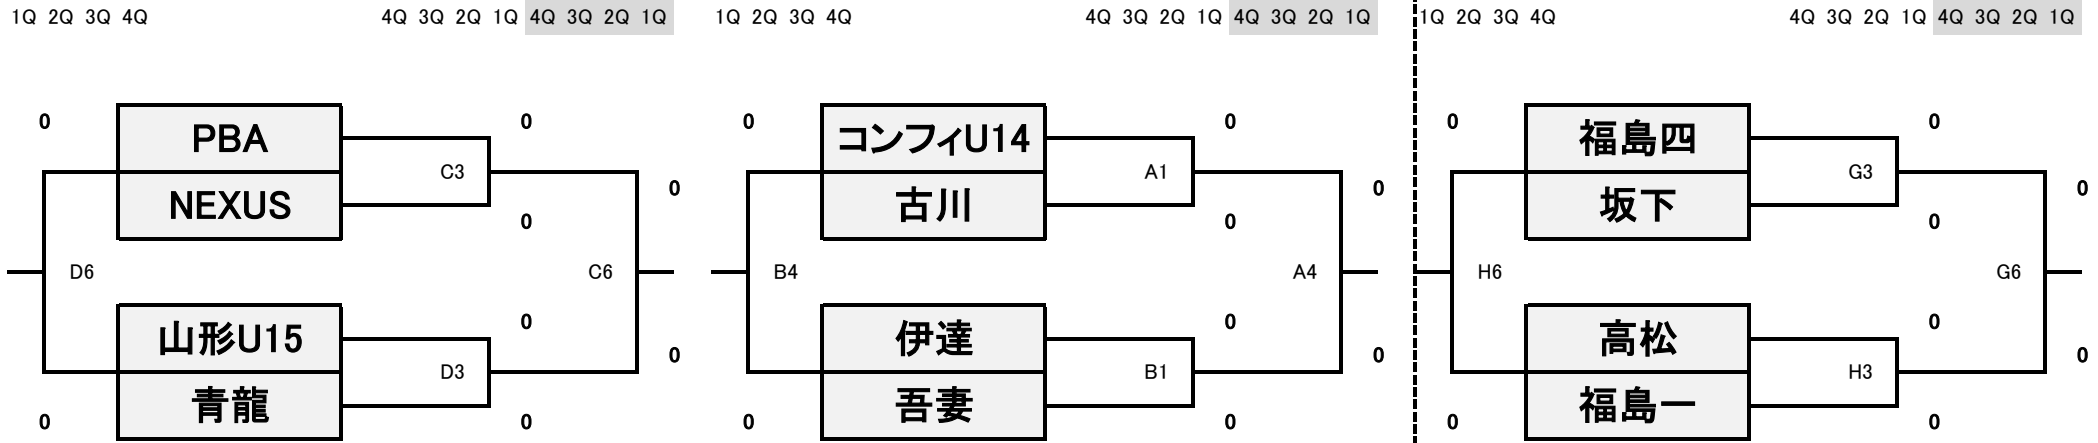 1Q 2Q 3Q 4Q 4Q 3Q 2Q 1Q 4Q 3Q 2Q 1Q 1Q 2Q 3Q 4Q 4Q 3Q 2Q 1Q 4Q 3Q 2Q 1Q 1Q 2Q 3Q 4Q 4Q 3Q 2Q 1Q 4Q 3Q 2Q 1Q
0 0 0 0 0 0
PBA コンフィU14 福島四
C3 A1 G3
0 0 0
NEXUS 古川 坂下
0 0 0
D6 C6 B4 A4 H6 G6
0 0 0
山形U15 伊達 高松
0 0 0
D3 B1 H3
青龍 吾妻 福島一
0 0 0 0 0 0